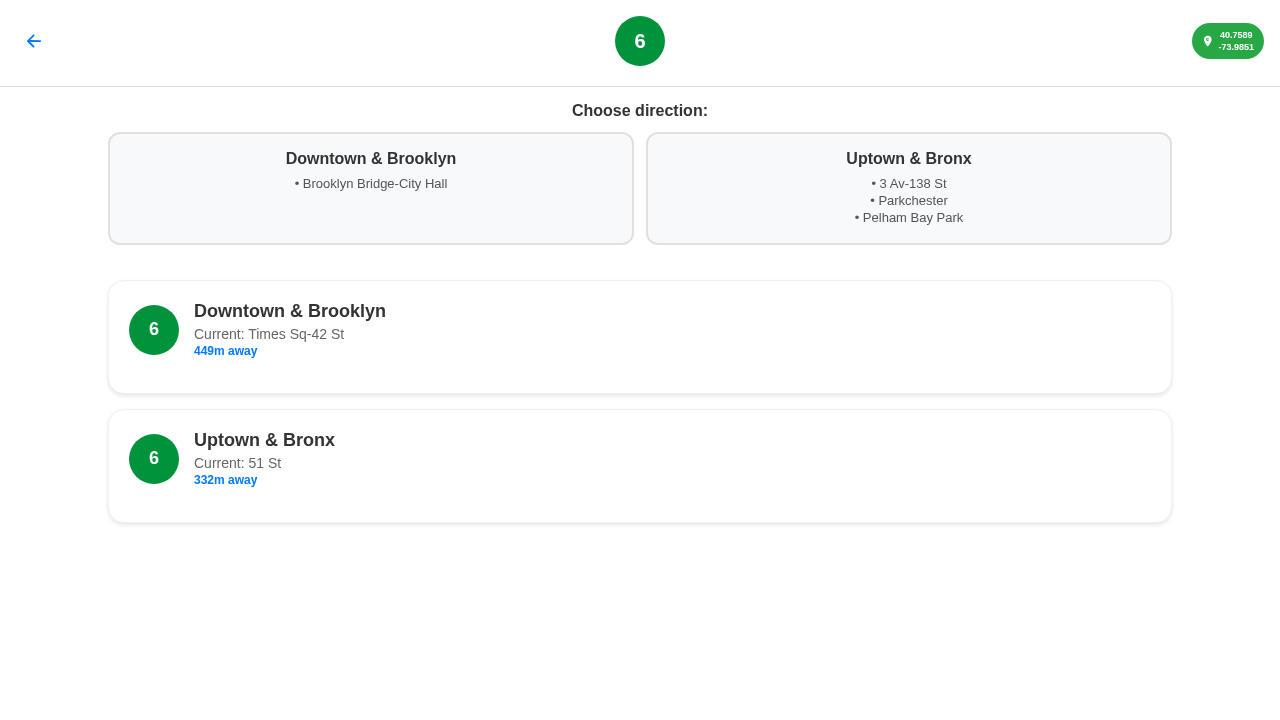 6
40.7589
-73.9851
Choose direction:
Downtown & Brooklyn
• Brooklyn Bridge-City Hall
Uptown & Bronx
• 3 Av-138 St
• Parkchester
• Pelham Bay Park
6
Downtown & Brooklyn
Current: Times Sq-42 St
449m away
6
Uptown & Bronx
Current: 51 St
332m away